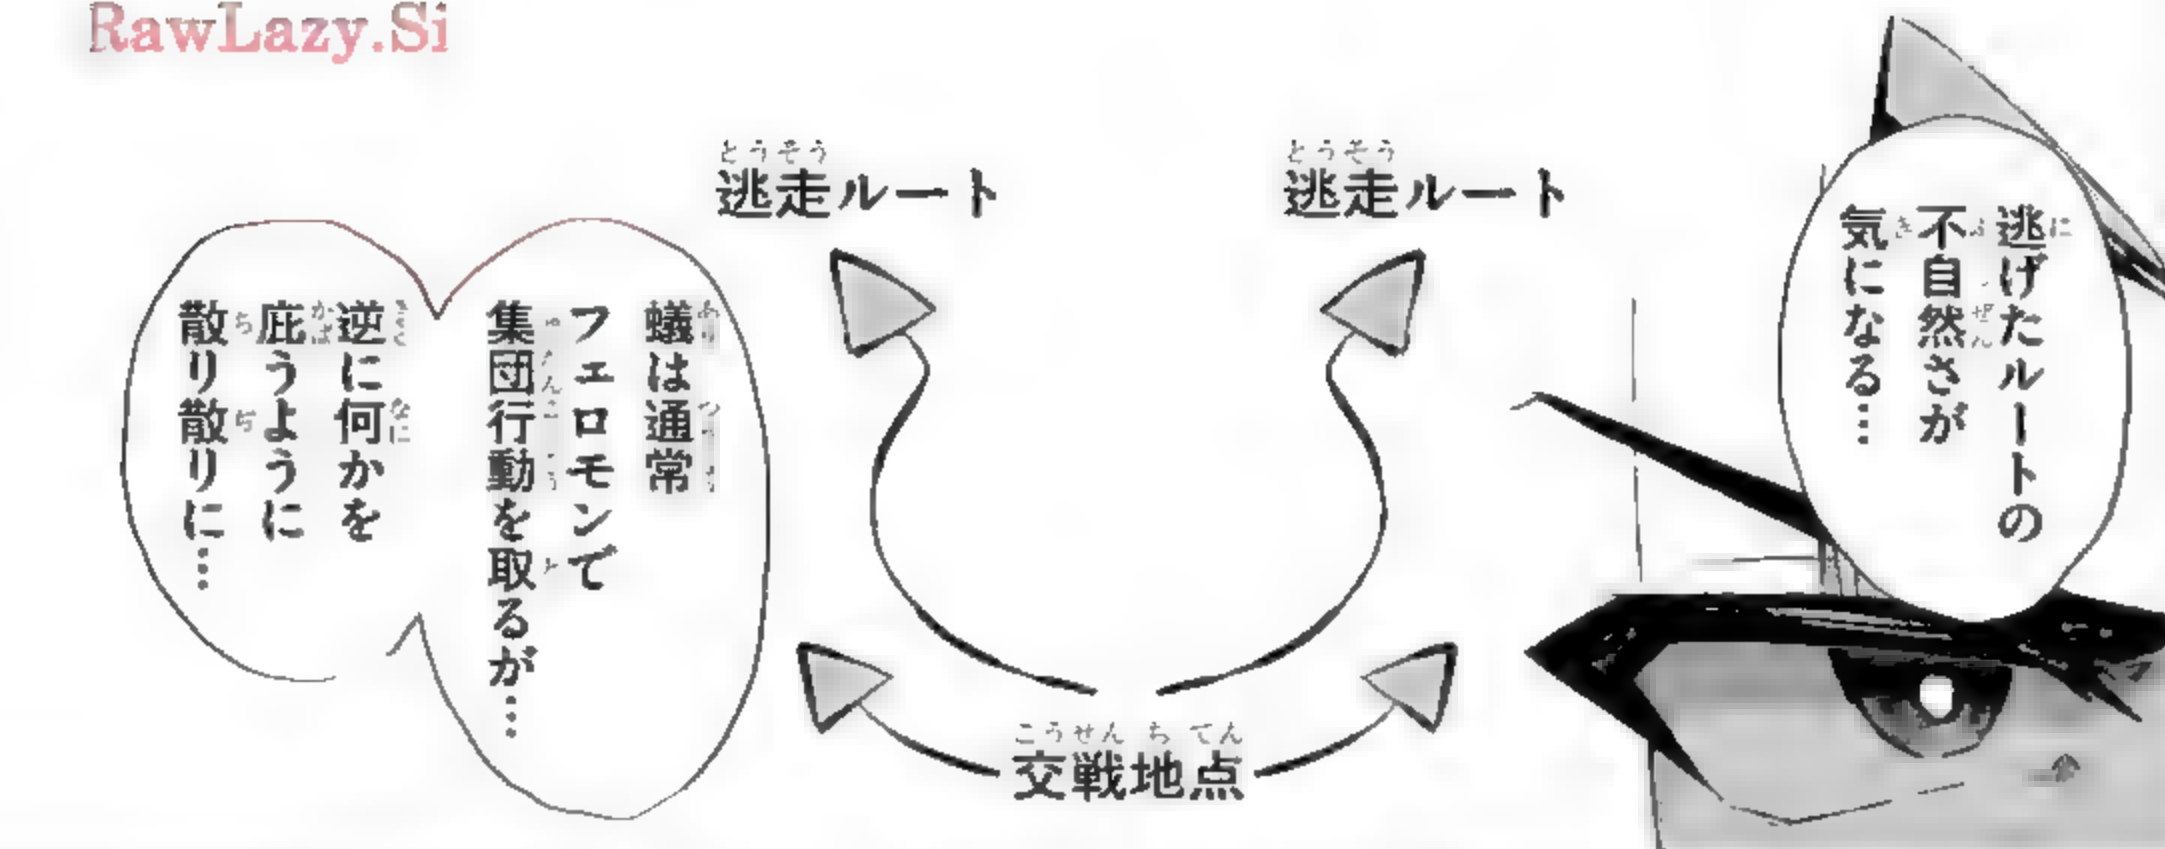 RawLazy.Si
逃げたルートの
不自然さが
気になる…
逃走ルート
逃走ルート
交戦地点
蟻は通常
フェロモンで
集団行動を取るが…
逆に何かを
庇うように
散り散りに…